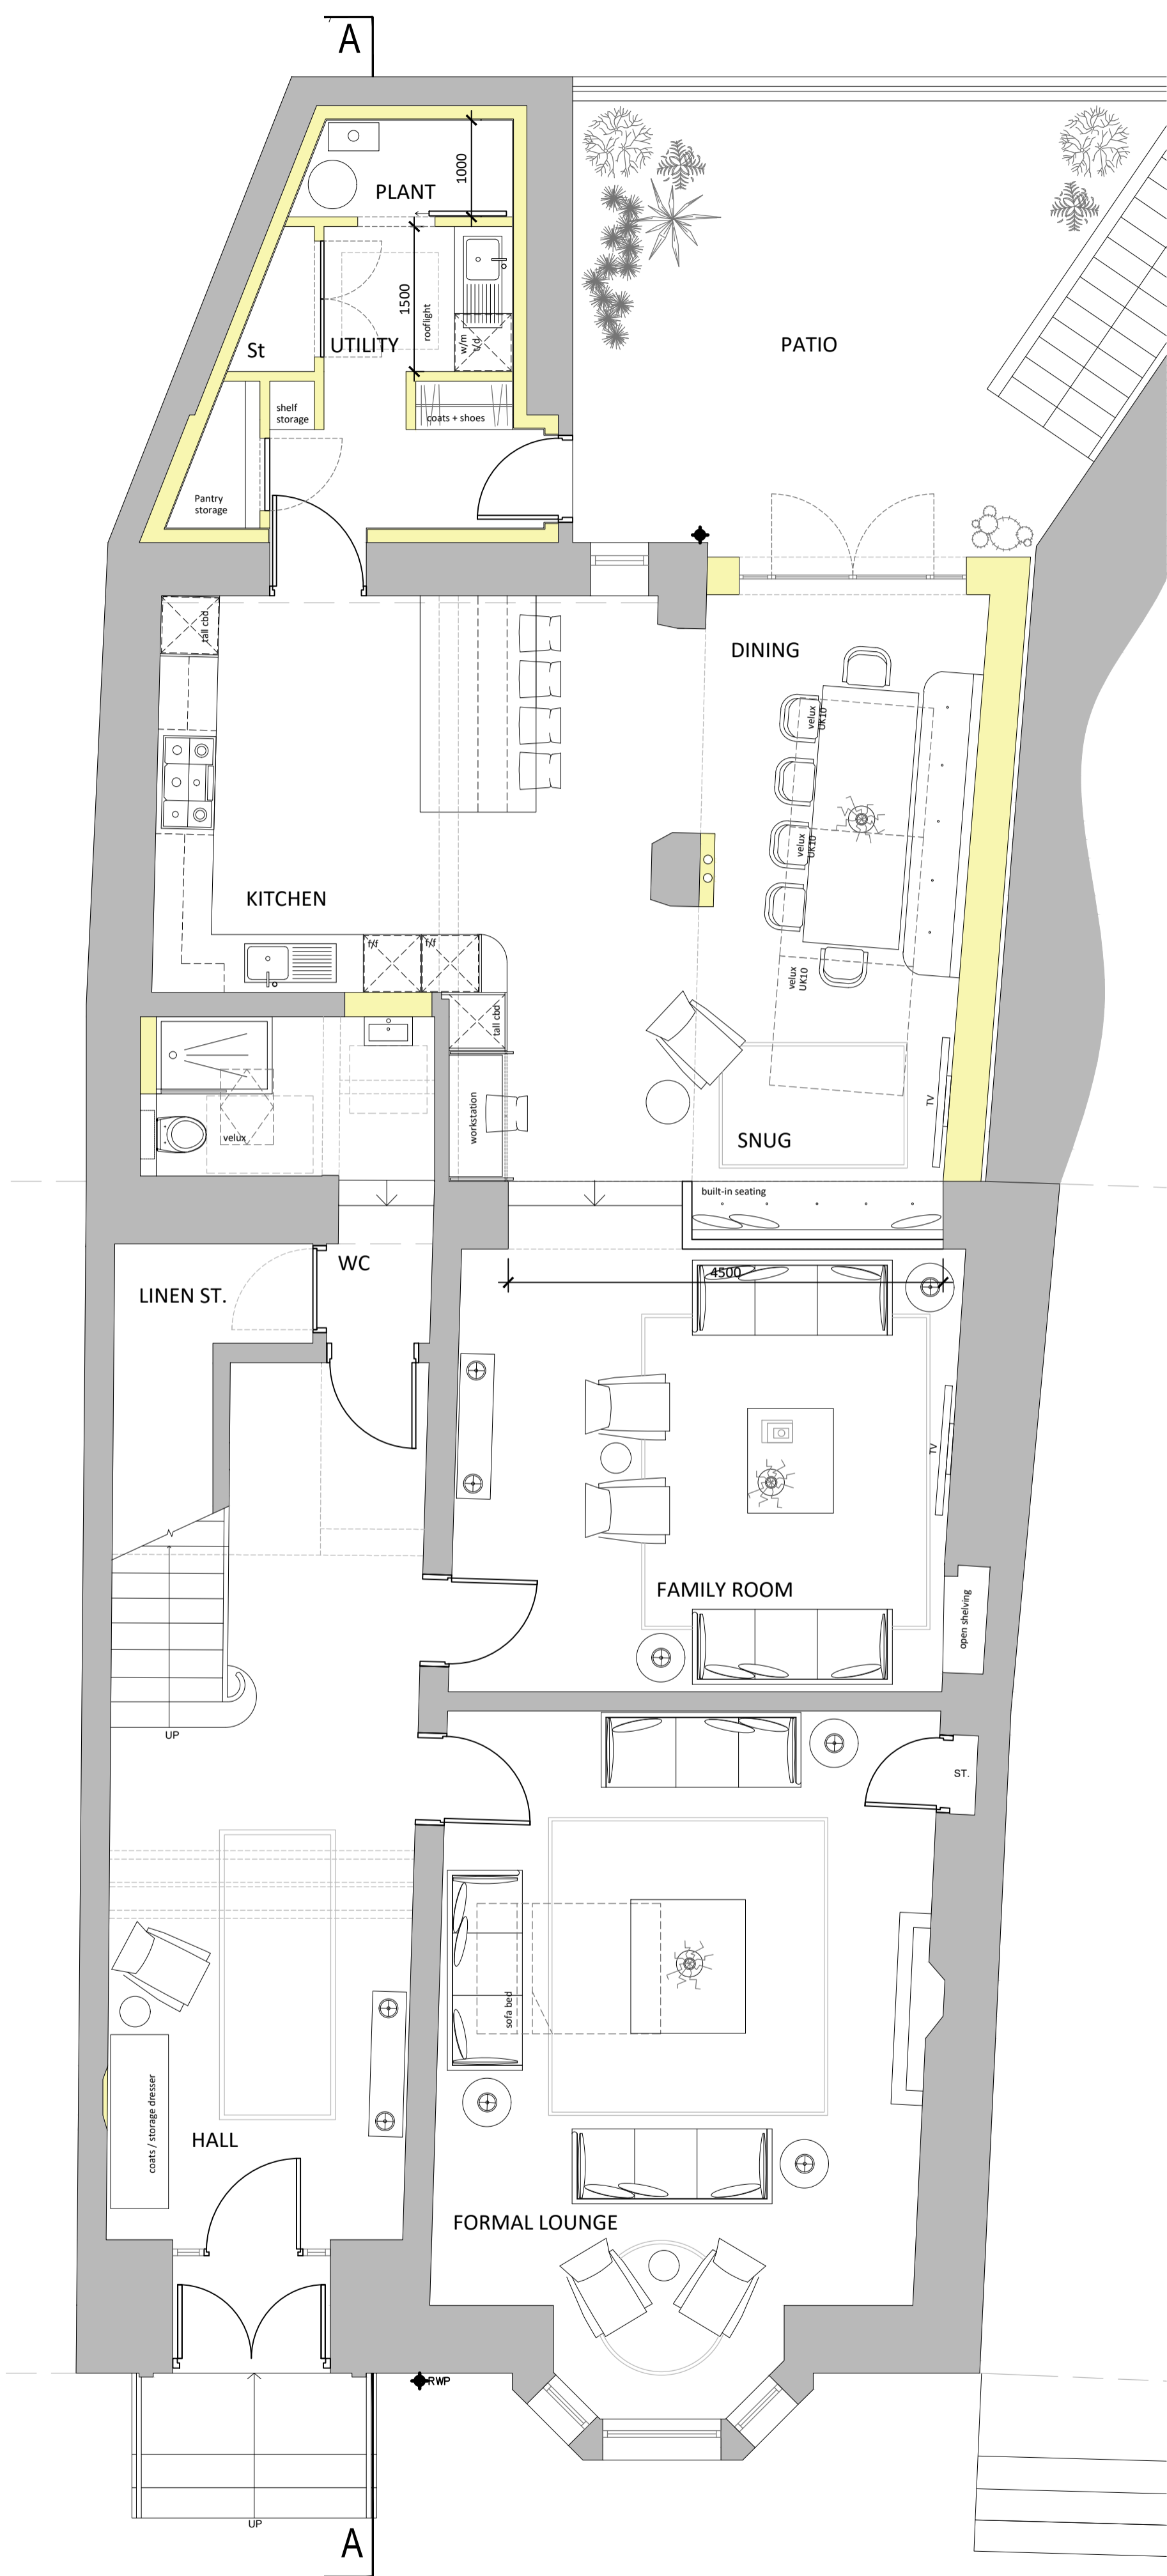 A
1000
PLANT
1500
rooflight
St
UTILITY
w/m
t/d
PATIO
shelf
storage
coats + shoes
Pantry
storage
tall cbd
DINING
velux
UK10
velux
UK10
KITCHEN
f/f
f/f
velux
UK10
tall cbd
workstation
TV
velux
SNUG
built-in seating
WC
4500
LINEN ST.
TV
FAMILY ROOM
open shelving
UP
ST.
sofa bed
coats / storage dresser
HALL
FORMAL LOUNGE
RWP
UP
A